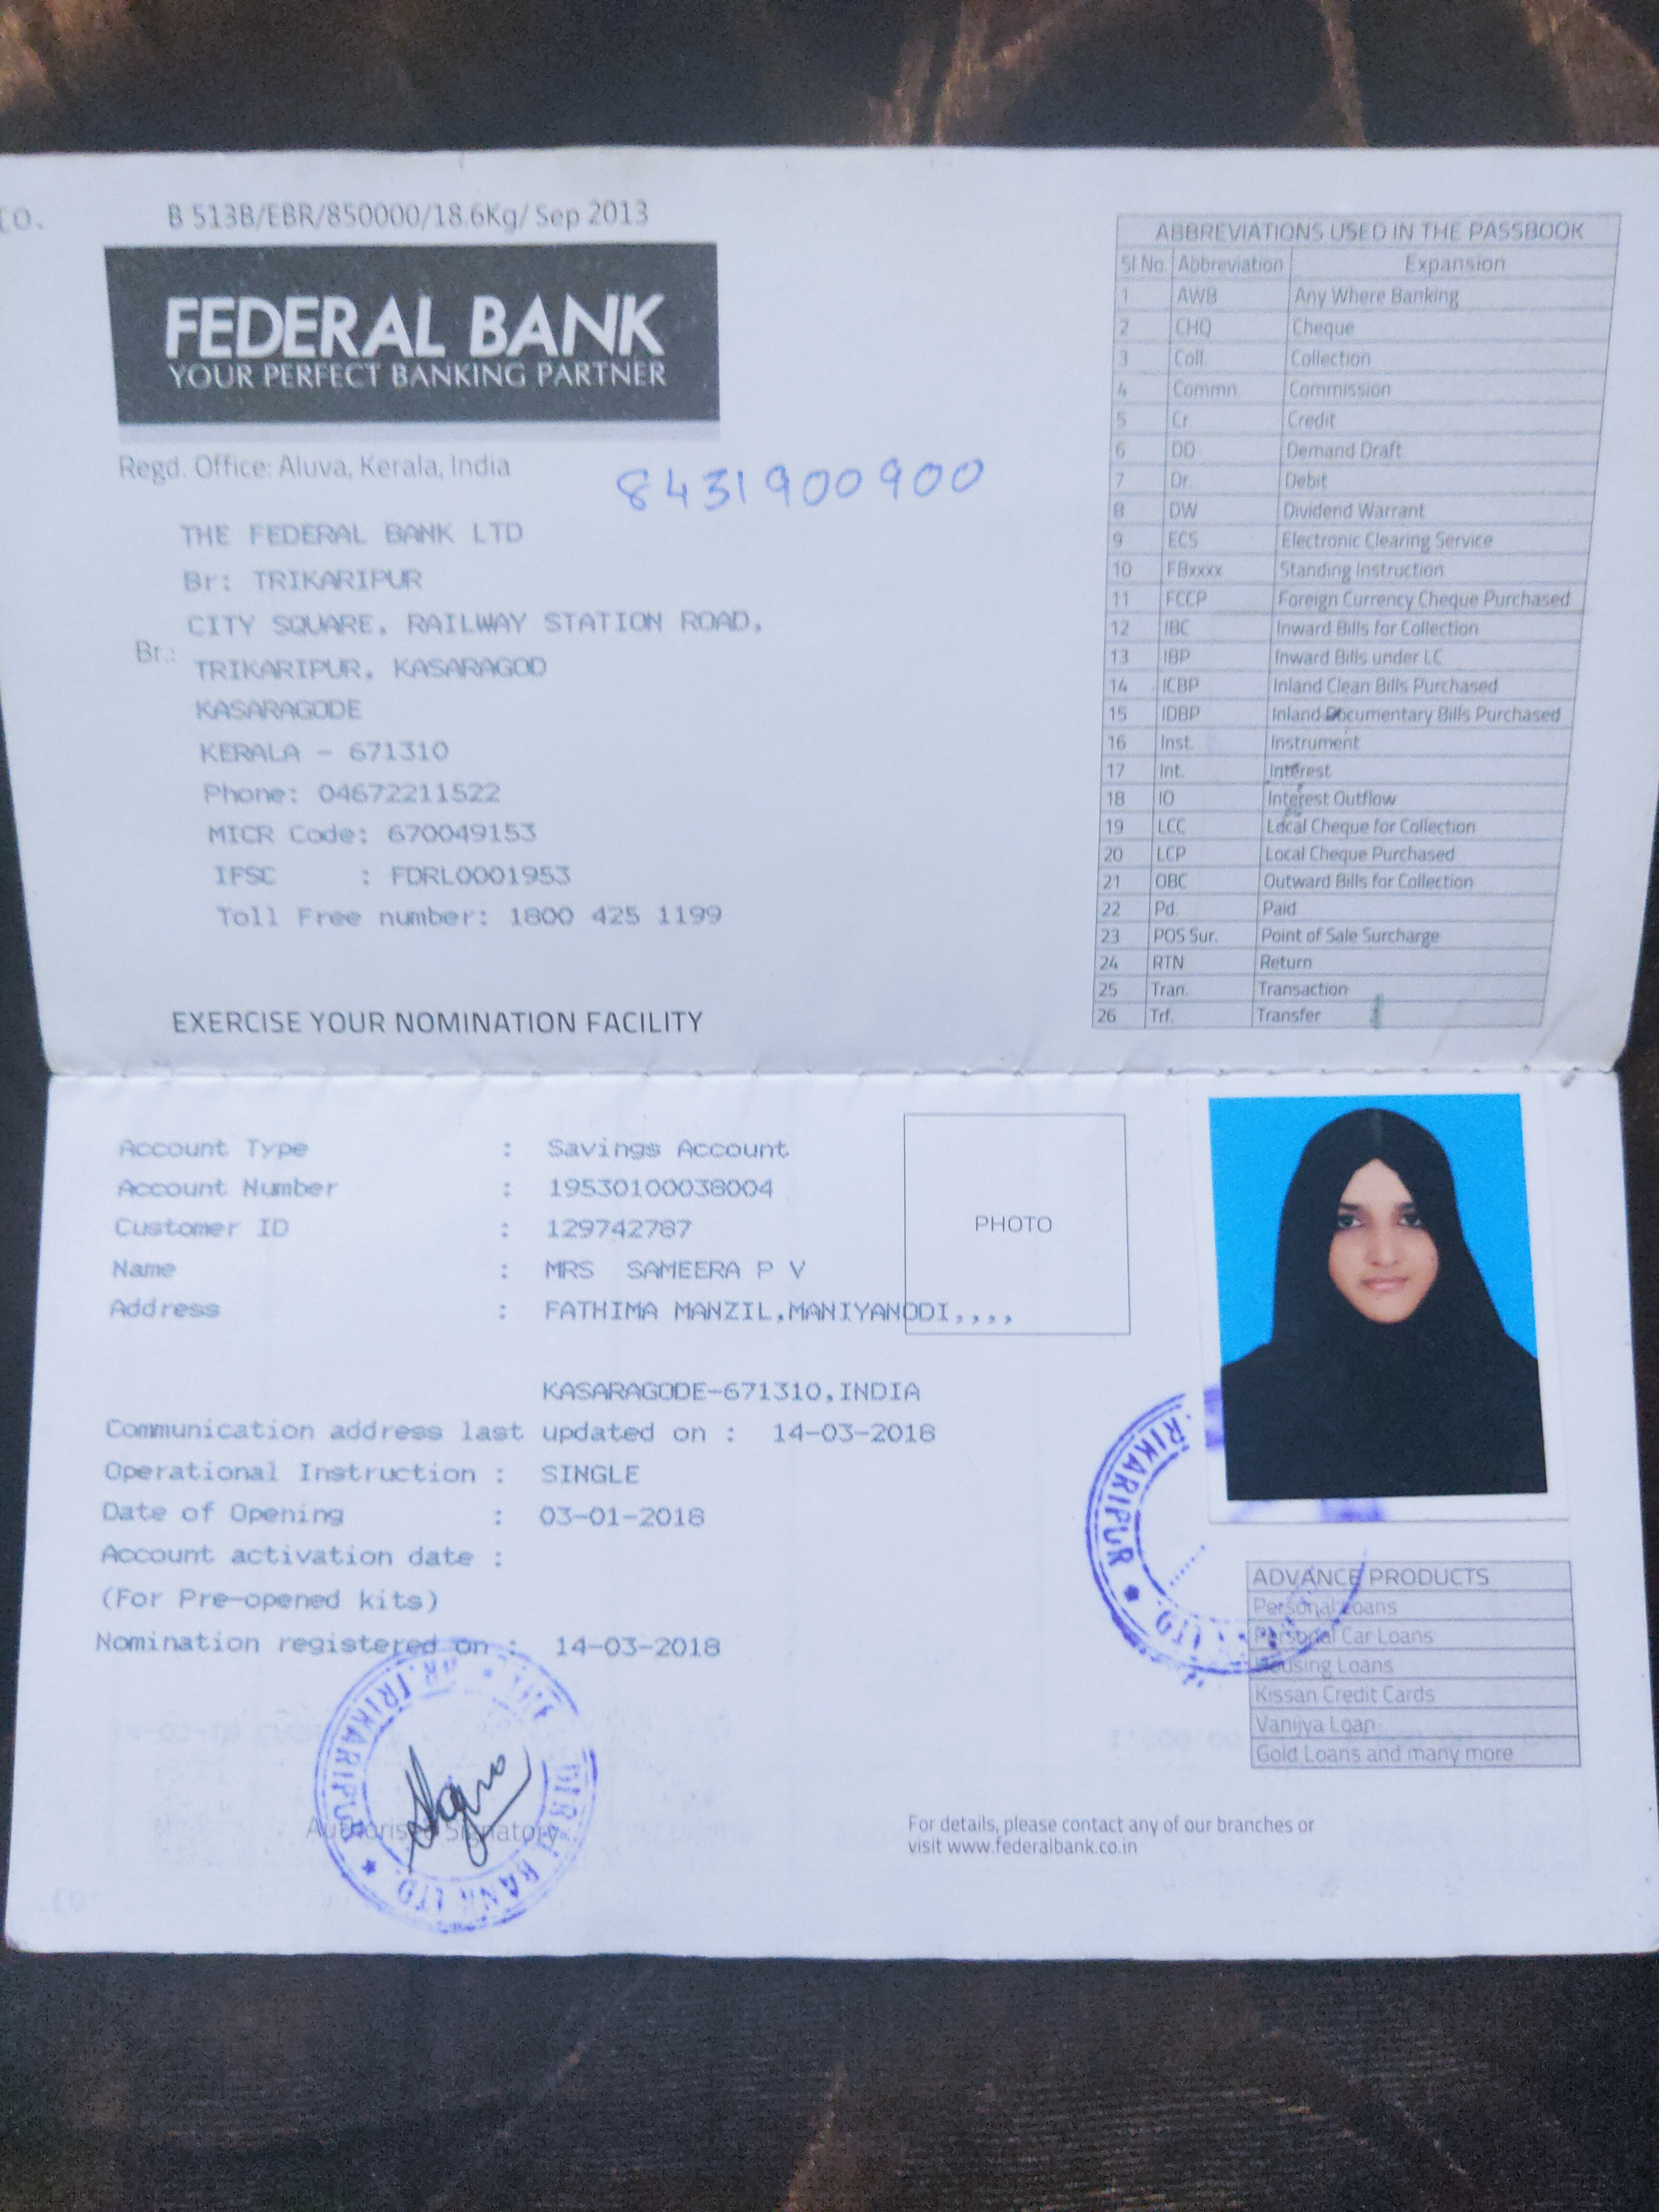 B 513B/EBR/850000/18.6Kg/ Sep 2013
FEDERAL BANK
YOUR PERFECT BANKING PARTNER
Regd. Office: Aluva, Kerala, India
8431900900
THE FEDERAL BANK LTD
Br: TRIKARIPUR
CITY SQUARE, RAILWAY STATION ROAD,
Br.:
TRIKARIPUR, KASARAGOD
KASARAGODE
KERALA - 671310
Phone: 04672211522
MICR Code: 670049153
IFSC : FDRL0001953
Toll Free number: 1800 425 1199
EXERCISE YOUR NOMINATION FACILITY
ABBREVIATIONS USED IN THE PASSBOOK
Sl No. Abbreviation Expansion
1 AWB Any Where Banking
2 CHQ Cheque
3 Coll. Collection
4 Commn. Commission
5 Cr Credit
6 DD Demand Draft
7 Dr. Debit
8 DW Dividend Warrant
9 ECS Electronic Clearing Service
10 FBxxxx Standing Instruction
11 FCCP Foreign Currency Cheque Purchased
12 IBC Inward Bills for Collection
13 IBP Inward Bills under LC
14 ICBP Inland Clean Bills Purchased
15 IDBP Inland Documentary Bills Purchased
16 Inst. Instrument
17 Int. Interest
18 IO Interest Outflow
19 LCC Local Cheque for Collection
20 LCP Local Cheque Purchased
21 OBC Outward Bills for Collection
22 Pd. Paid
23 POS Sur. Point of Sale Surcharge
24 RTN Return
25 Tran. Transaction
26 Trf. Transfer
Account Type : Savings Account
Account Number : 19530100038004
Customer ID : 129742787
Name : MRS SAMEERA P V
Address : FATHIMA MANZIL,MANIYANODI,,,,
KASARAGODE-671310,INDIA
Communication address last updated on : 14-03-2018
Operational Instruction : SINGLE
Date of Opening : 03-01-2018
Account activation date :
(For Pre-opened kits)
Nomination registered on : 14-03-2018
PHOTO
RIKARIPUR ★ LTD.
ADVANCE PRODUCTS
Personal Loans
Personal Car Loans
Housing Loans
Kissan Credit Cards
Vanijya Loan
Gold Loans and many more
BR.TRIKARIPUR ★ BANK LTD.
Authorised Signatory
For details, please contact any of our branches or
visit www.federalbank.co.in